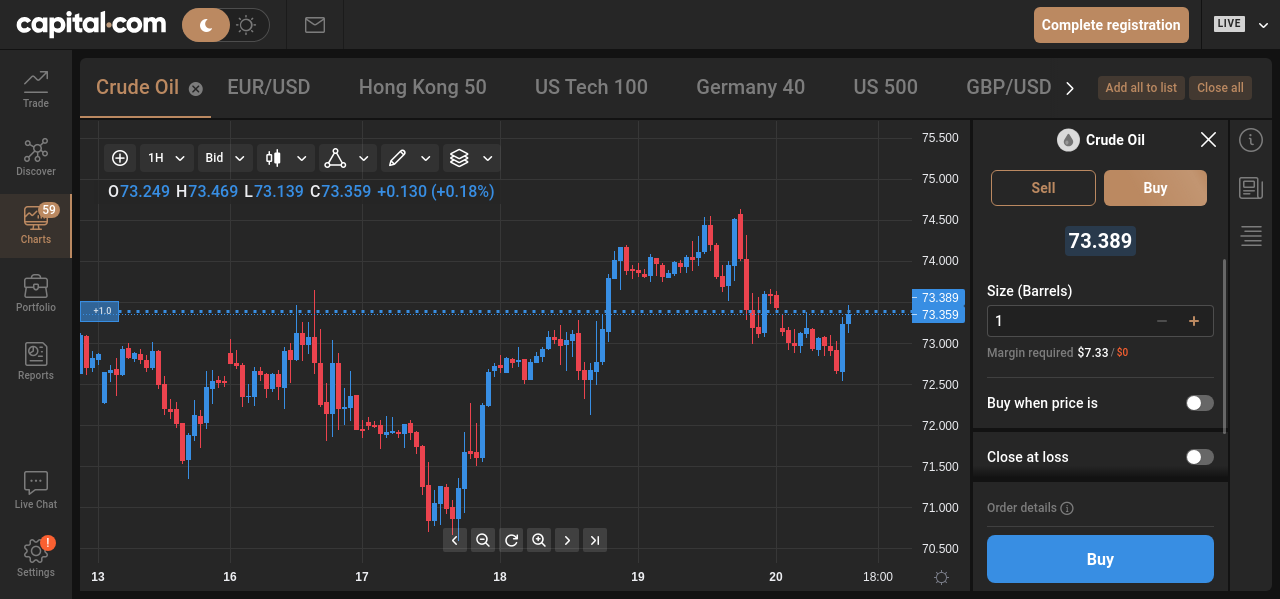 capital.com
Complete registration
LIVE
Crude Oil
EUR/USD
Hong Kong 50
US Tech 100
Germany 40
US 500
GBP/USD
Add all to list
Close all
Trade
Discover
59
Charts
Portfolio
Reports
Live Chat
!
Settings
1H
Bid
O73.249 H73.469 L73.139 C73.359 +0.130 (+0.18%)
+1.0
75.500
75.000
74.500
74.000
73.389
73.359
73.000
72.500
72.000
71.500
71.000
70.500
13
16
17
18
19
20
18:00
Crude Oil
Sell
Buy
73.389
Size (Barrels)
1
Margin required $7.33 / $0
Buy when price is
Close at loss
Order details
Buy